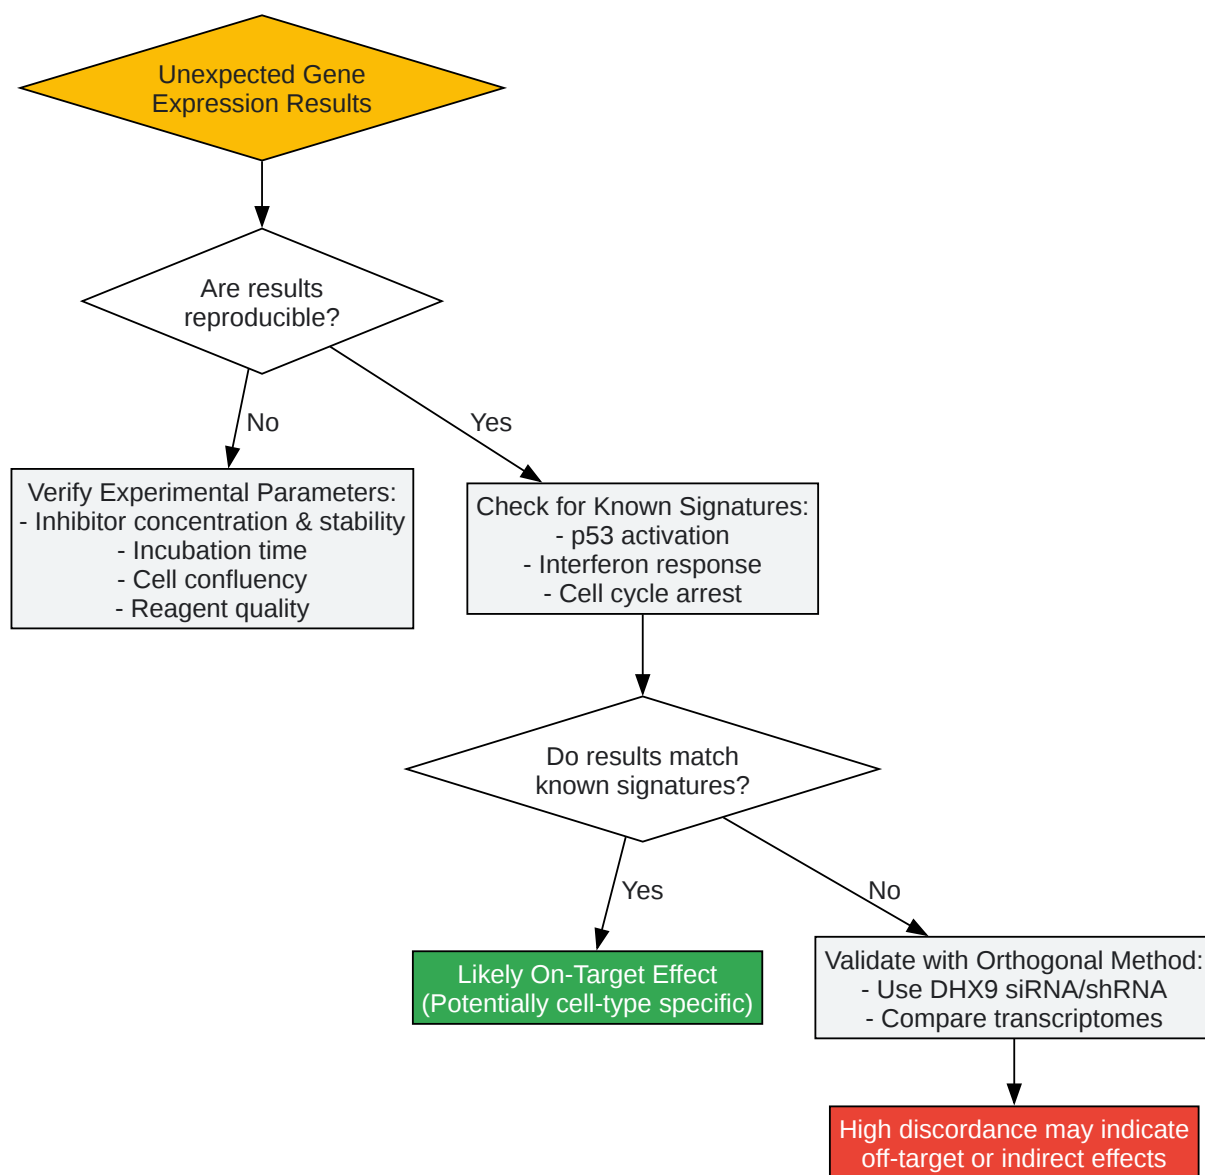 Unexpected Gene
Expression Results
Are results
reproducible?
No
Yes
Verify Experimental Parameters:
- Inhibitor concentration & stability
- Incubation time
- Cell confluency
- Reagent quality
Check for Known Signatures:
- p53 activation
- Interferon response
- Cell cycle arrest
Do results match
known signatures?
Yes
No
Likely On-Target Effect
(Potentially cell-type specific)
Validate with Orthogonal Method:
- Use DHX9 siRNA/shRNA
- Compare transcriptomes
High discordance may indicate
off-target or indirect effects